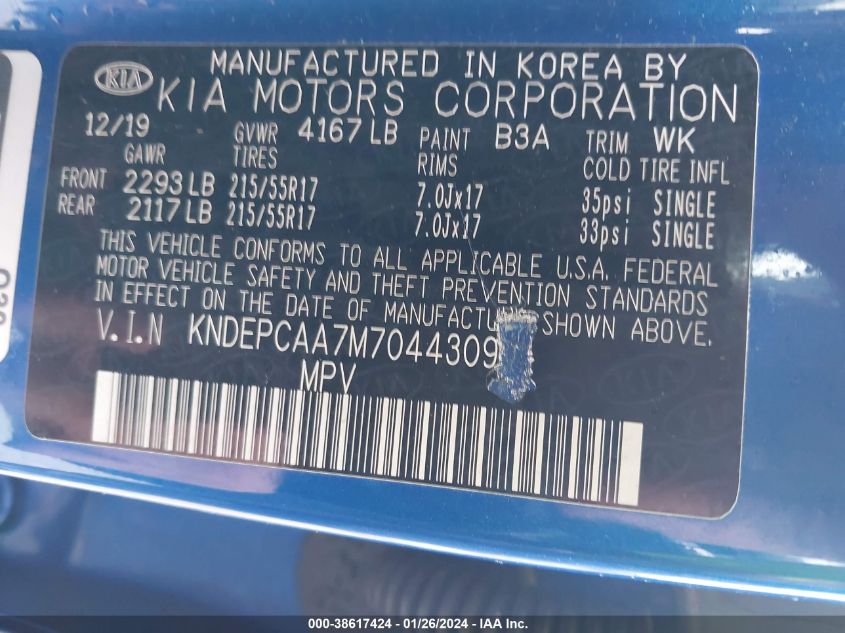 KIA
MANUFACTURED IN KOREA BY
KIA MOTORS CORPORATION
12/19 GVWR 4167 LB PAINT B3A TRIM WK
GAWR TIRES RIMS COLD TIRE INFL
FRONT 2293 LB 215/55R17 7.0Jx17 35psi SINGLE
REAR 2117 LB 215/55R17 7.0Jx17 33psi SINGLE
THIS VEHICLE CONFORMS TO ALL APPLICABLE U.S.A. FEDERAL
MOTOR VEHICLE SAFETY AND THEFT PREVENTION STANDARDS
IN EFFECT ON THE DATE OF MANUFACTU SHOWN ABOVE.
V.I.N KNDEPCAA7M7044309
MPV
000-38617424 - 01/26/2024 - IAA Inc.